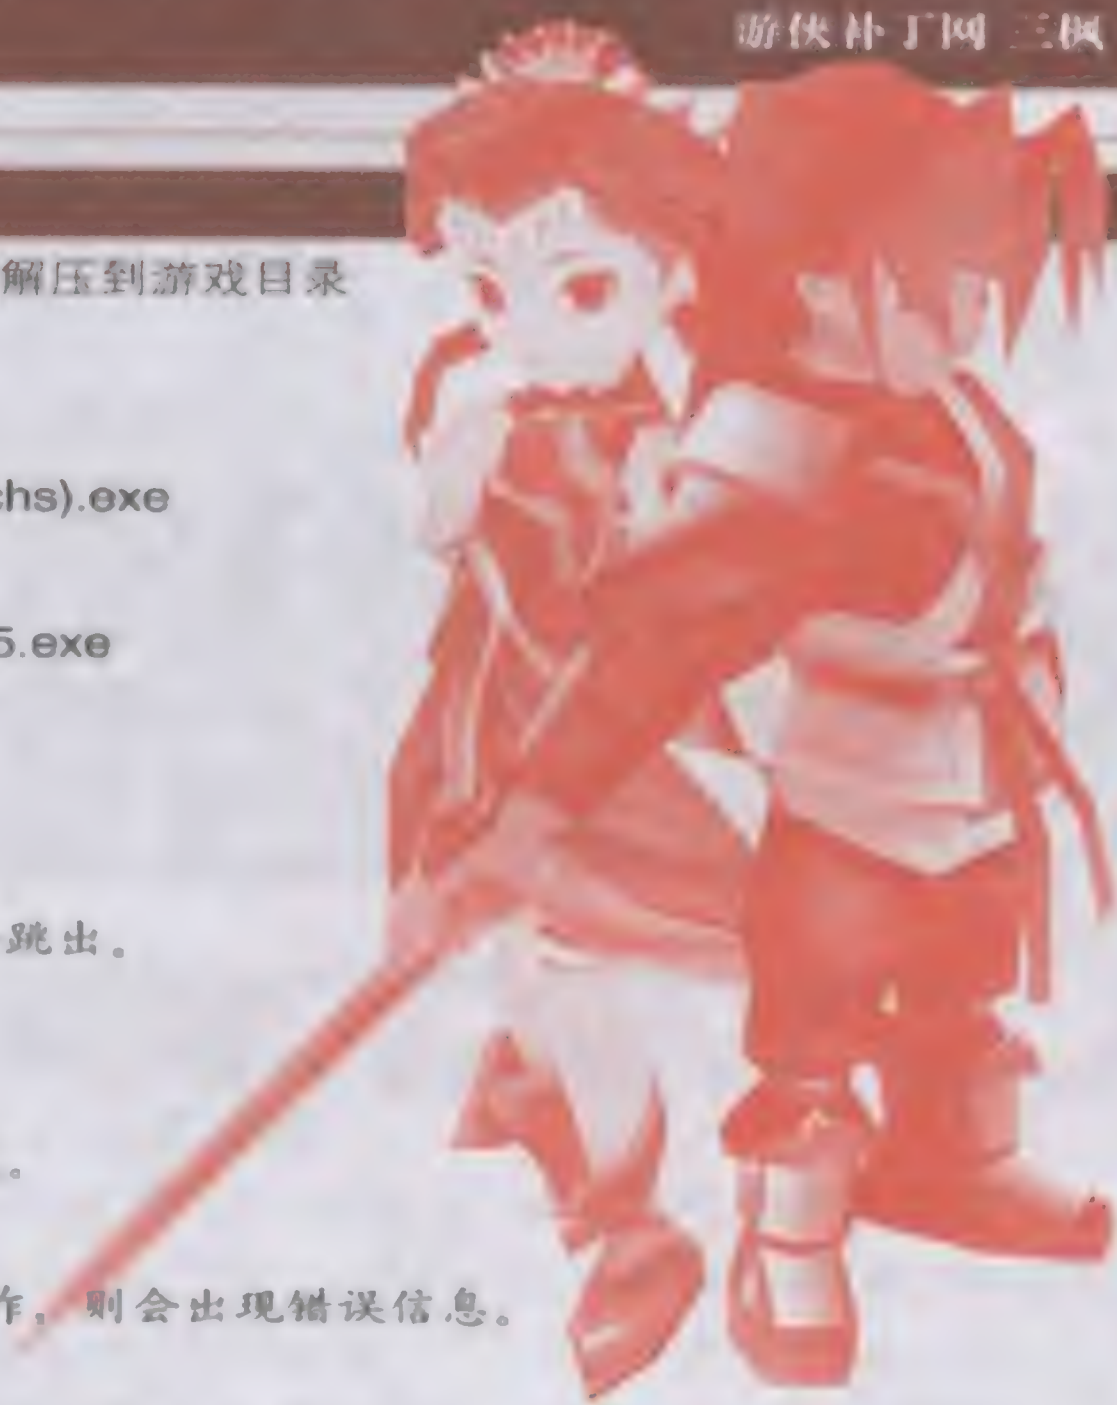 游侠补丁网 三枫
解压到游戏目录
chs).exe
5.exe
跳出。
。
作，则会出现错误信息。